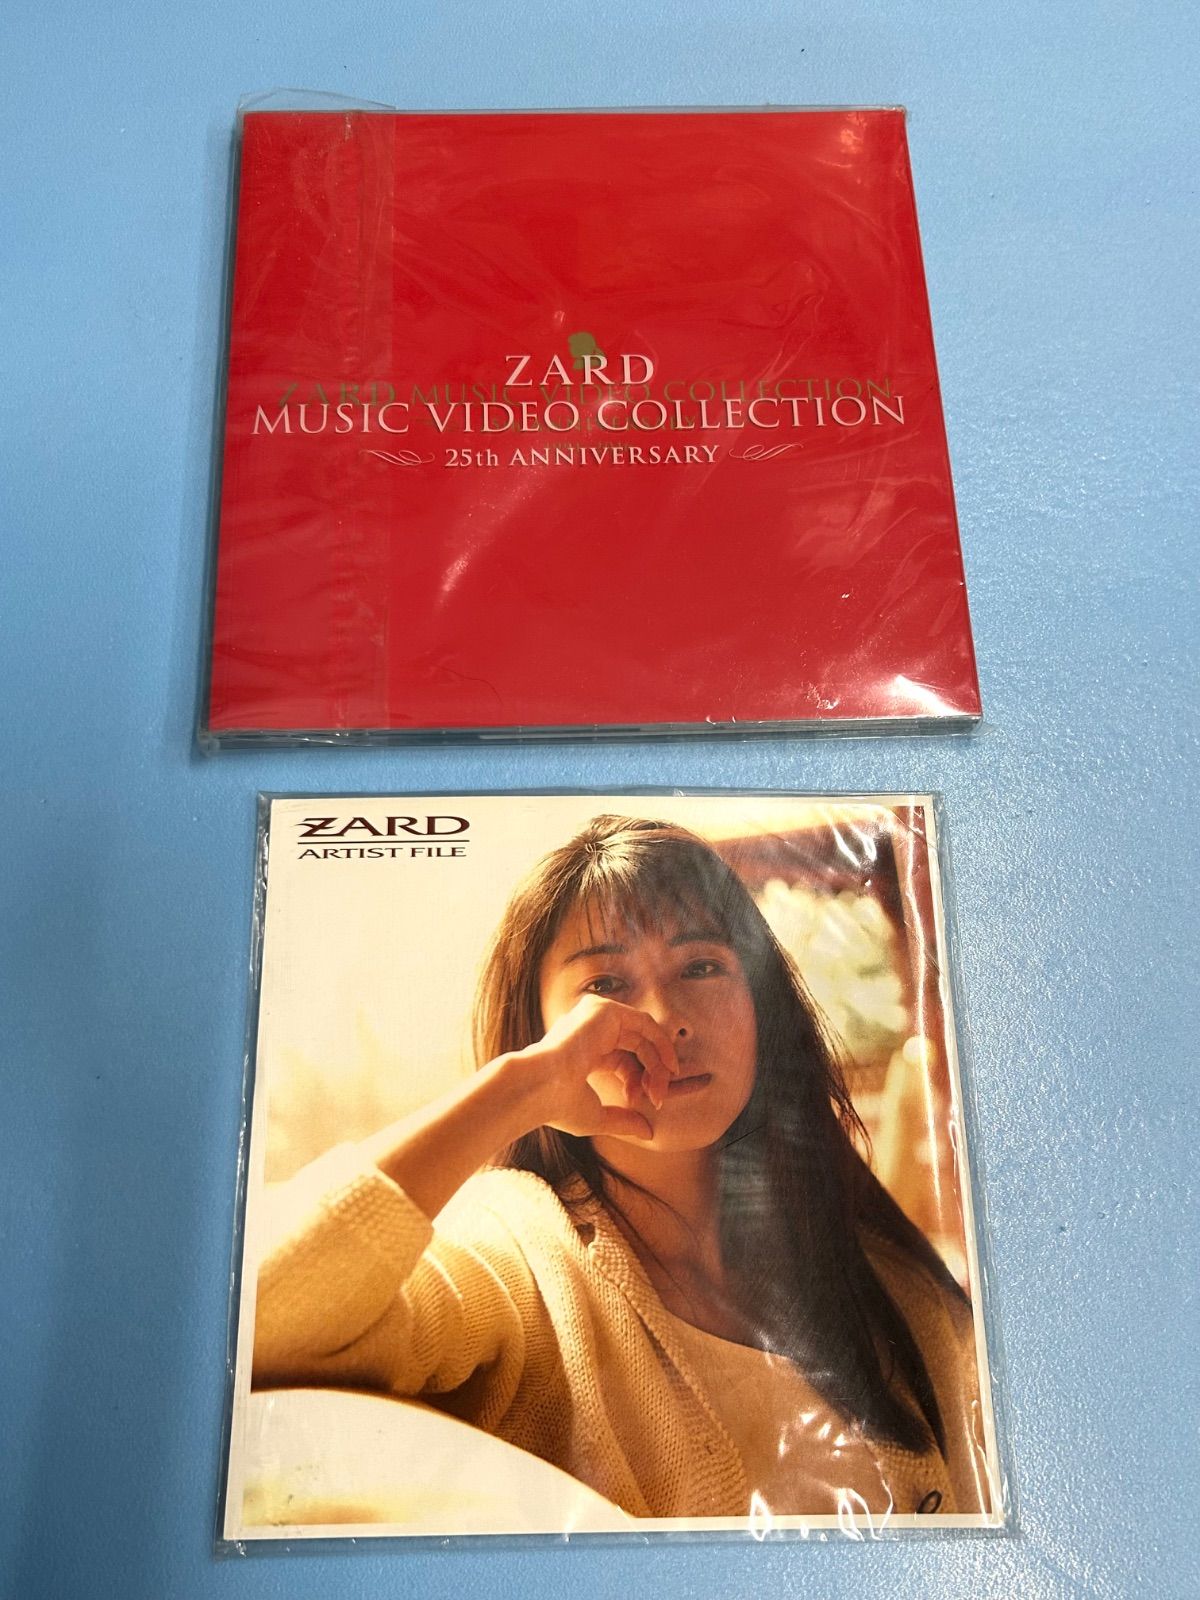 ZARD
ZARD MUSIC VIDEO COLLECTION
MUSIC VIDEO COLLECTION
25th ANNIVERSARY
ZARD
ARTIST FILE